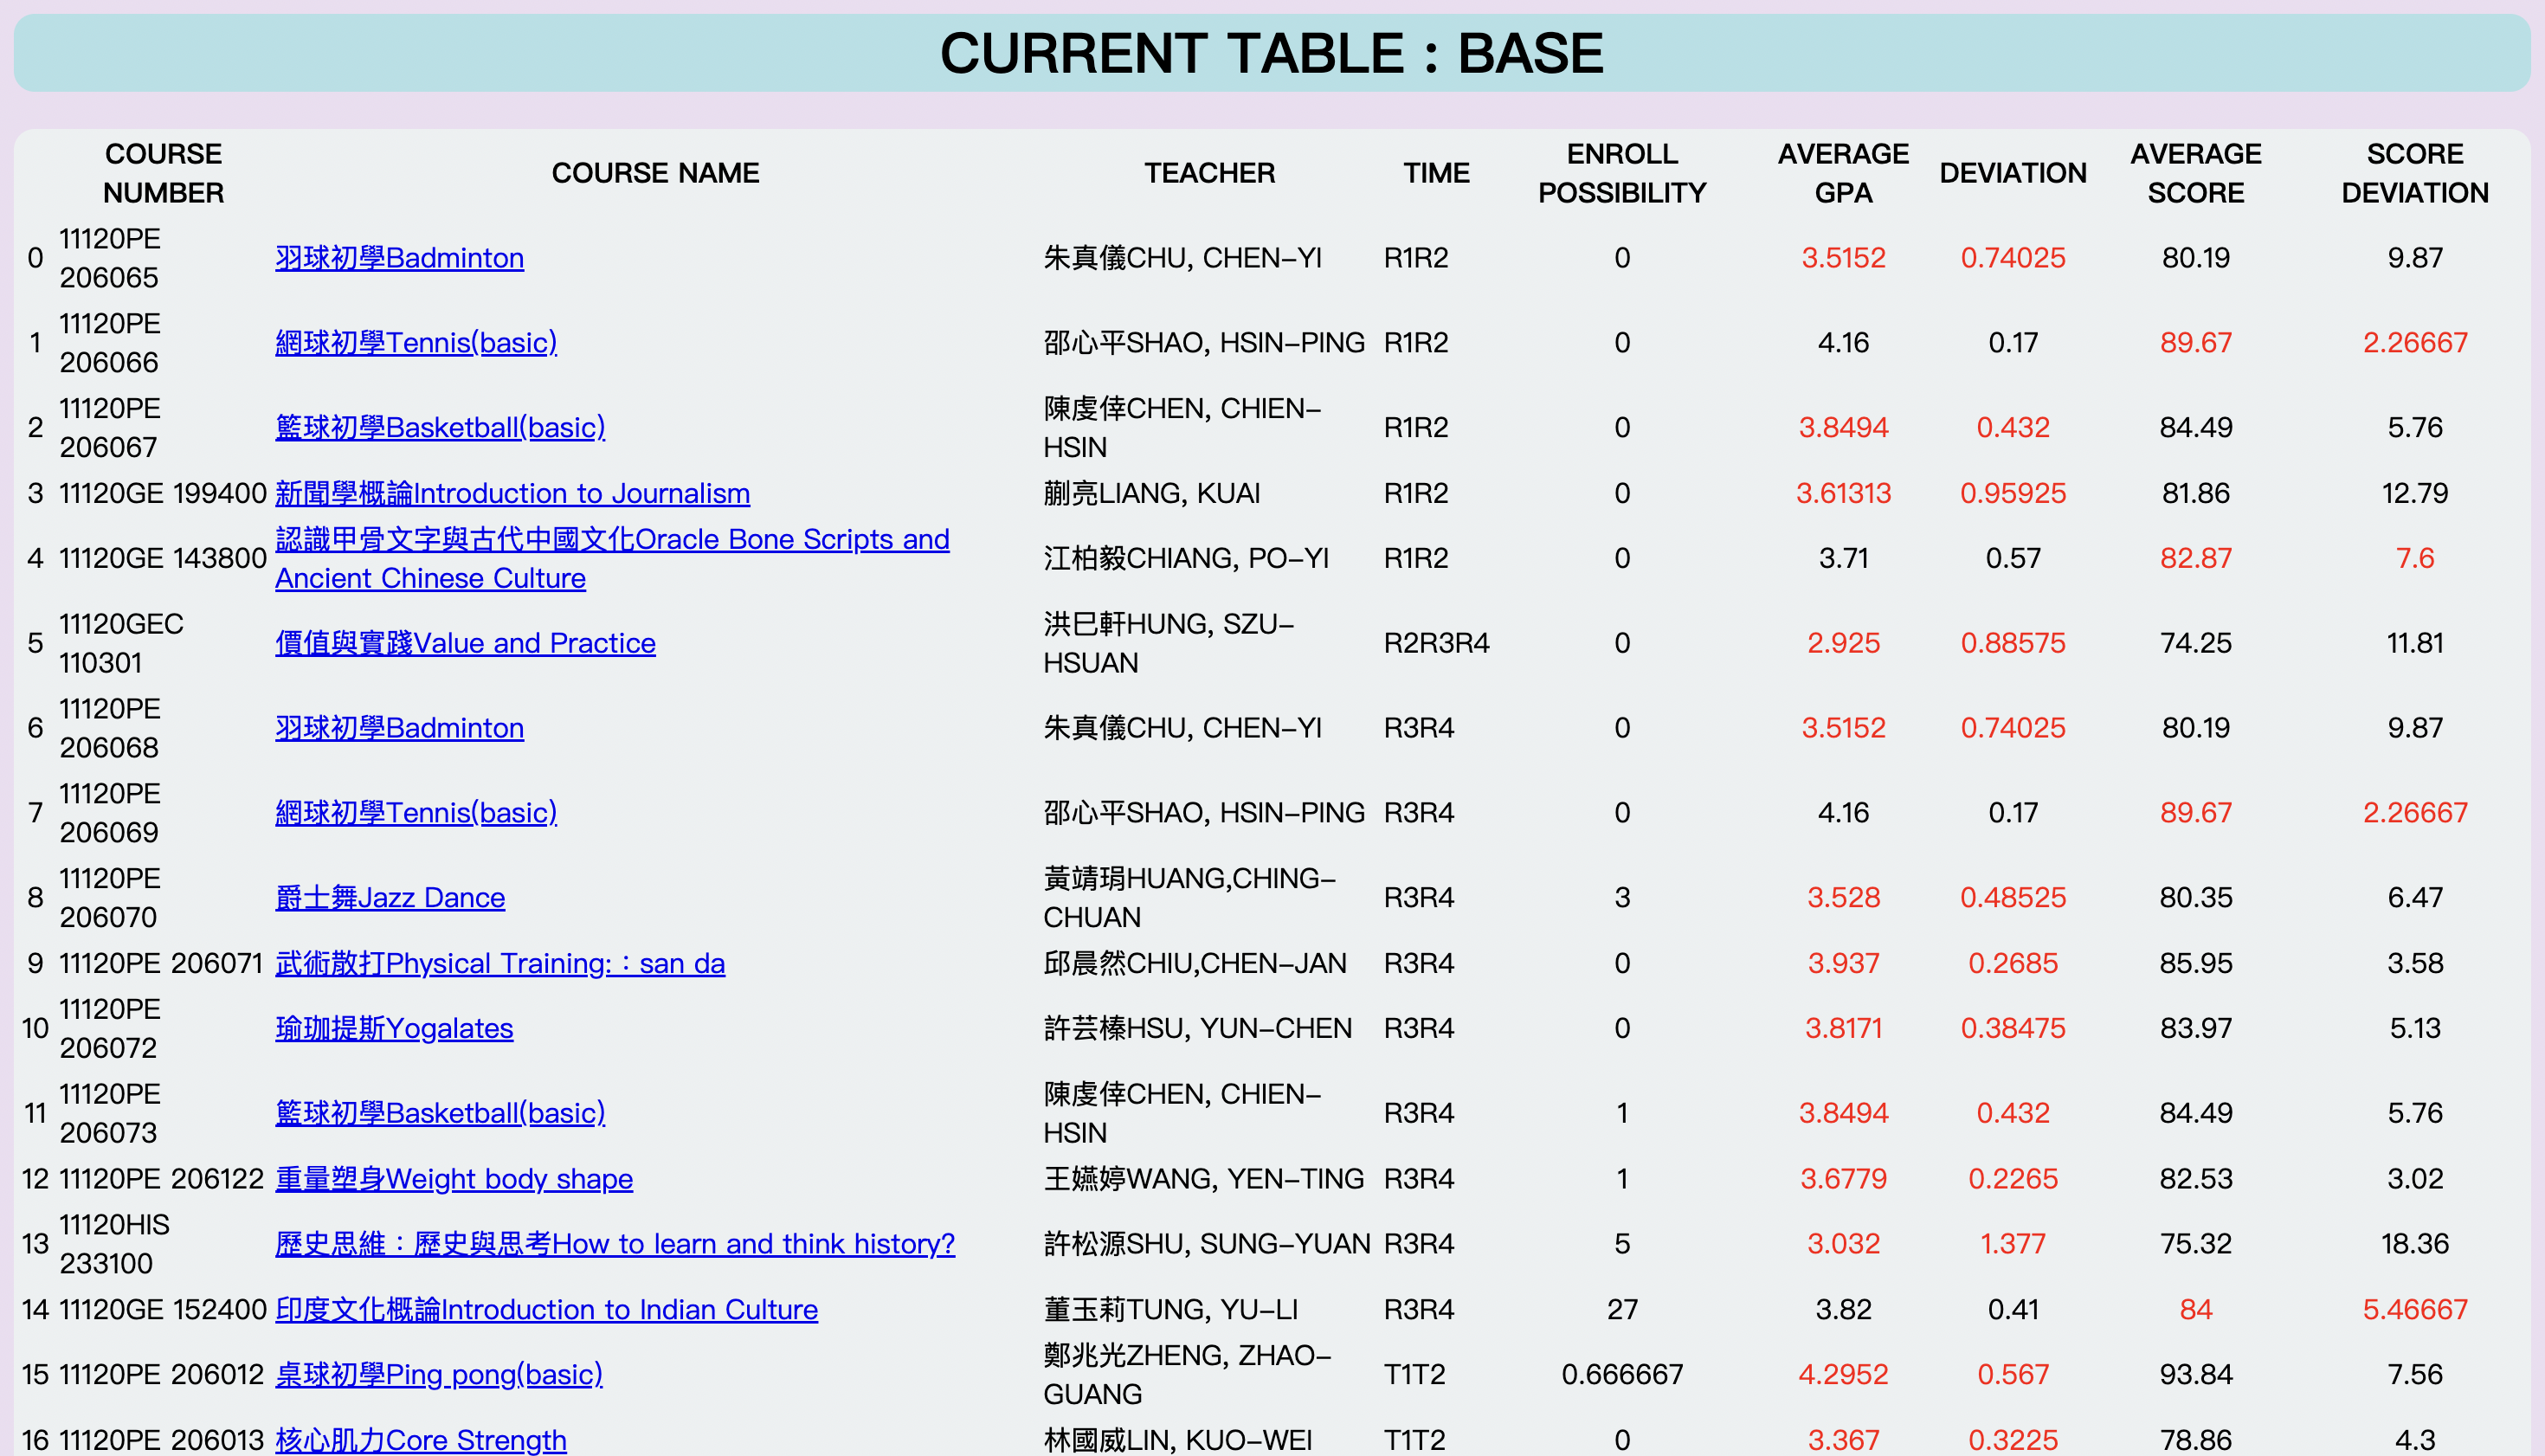 CURRENT TABLE : BASE
COURSE NUMBER COURSE NAME TEACHER TIME ENROLL POSSIBILITY AVERAGE GPA DEVIATION AVERAGE SCORE SCORE DEVIATION
0 11120PE 206065 羽球初學Badminton 朱真儀CHU, CHEN-YI R1R2 0 3.5152 0.74025 80.19 9.87
1 11120PE 206066 網球初學Tennis(basic) 邵心平SHAO, HSIN-PING R1R2 0 4.16 0.17 89.67 2.26667
2 11120PE 206067 籃球初學Basketball(basic) 陳虔倖CHEN, CHIEN-HSIN R1R2 0 3.8494 0.432 84.49 5.76
3 11120GE 199400 新聞學概論Introduction to Journalism 蒯亮LIANG, KUAI R1R2 0 3.61313 0.95925 81.86 12.79
4 11120GE 143800 認識甲骨文字與古代中國文化Oracle Bone Scripts and Ancient Chinese Culture 江柏毅CHIANG, PO-YI R1R2 0 3.71 0.57 82.87 7.6
5 11120GEC 110301 價值與實踐Value and Practice 洪巳軒HUNG, SZU-HSUAN R2R3R4 0 2.925 0.88575 74.25 11.81
6 11120PE 206068 羽球初學Badminton 朱真儀CHU, CHEN-YI R3R4 0 3.5152 0.74025 80.19 9.87
7 11120PE 206069 網球初學Tennis(basic) 邵心平SHAO, HSIN-PING R3R4 0 4.16 0.17 89.67 2.26667
8 11120PE 206070 爵士舞Jazz Dance 黃靖琄HUANG,CHING-CHUAN R3R4 3 3.528 0.48525 80.35 6.47
9 11120PE 206071 武術散打Physical Training:：san da 邱晨然CHIU,CHEN-JAN R3R4 0 3.937 0.2685 85.95 3.58
10 11120PE 206072 瑜珈提斯Yogalates 許芸榛HSU, YUN-CHEN R3R4 0 3.8171 0.38475 83.97 5.13
11 11120PE 206073 籃球初學Basketball(basic) 陳虔倖CHEN, CHIEN-HSIN R3R4 1 3.8494 0.432 84.49 5.76
12 11120PE 206122 重量塑身Weight body shape 王嬿婷WANG, YEN-TING R3R4 1 3.6779 0.2265 82.53 3.02
13 11120HIS 233100 歷史思維：歷史與思考How to learn and think history? 許松源SHU, SUNG-YUAN R3R4 5 3.032 1.377 75.32 18.36
14 11120GE 152400 印度文化概論Introduction to Indian Culture 董玉莉TUNG, YU-LI R3R4 27 3.82 0.41 84 5.46667
15 11120PE 206012 桌球初學Ping pong(basic) 鄭兆光ZHENG, ZHAO-GUANG T1T2 0.666667 4.2952 0.567 93.84 7.56
16 11120PE 206013 核心肌力Core Strength 林國威LIN, KUO-WEI T1T2 0 3.367 0.3225 78.86 4.3